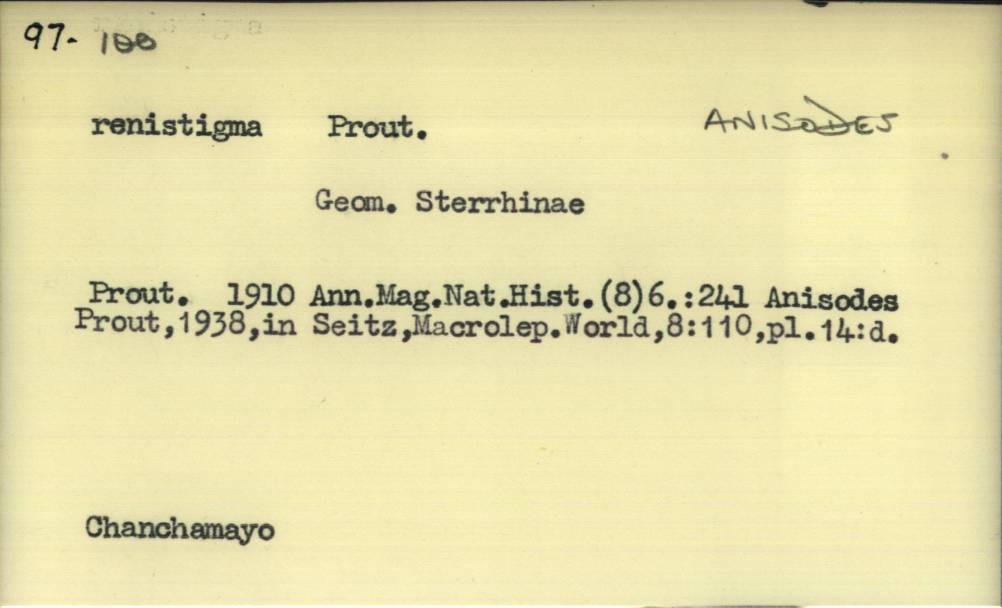 97- 100
renistigma Prout. ANISODES
Geom. Sterrhinae
Prout. 1910 Ann.Mag.Nat.Hist.(8)6.:241 Anisodes
Prout,1938,in Seitz,Macrolep.World,8:110,pl.14:d.
Chanchamayo